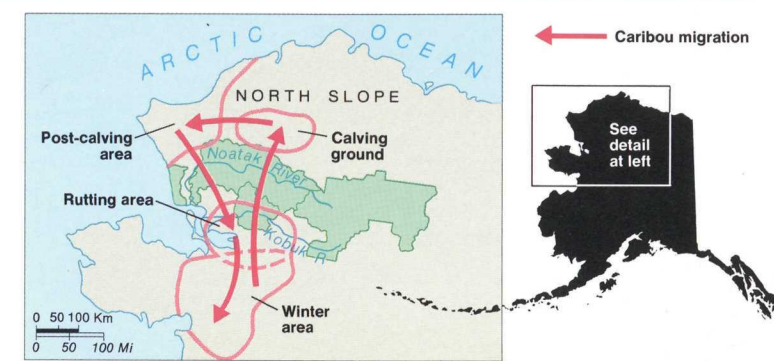 ARCTIC OCEAN
Caribou migration
NORTH SLOPE
Post-calving
area
Calving
ground
See
detail
at left
Noatak River
Rutting area
Kobuk R.
Winter
area
0 50 100 Km
0 50 100 Mi